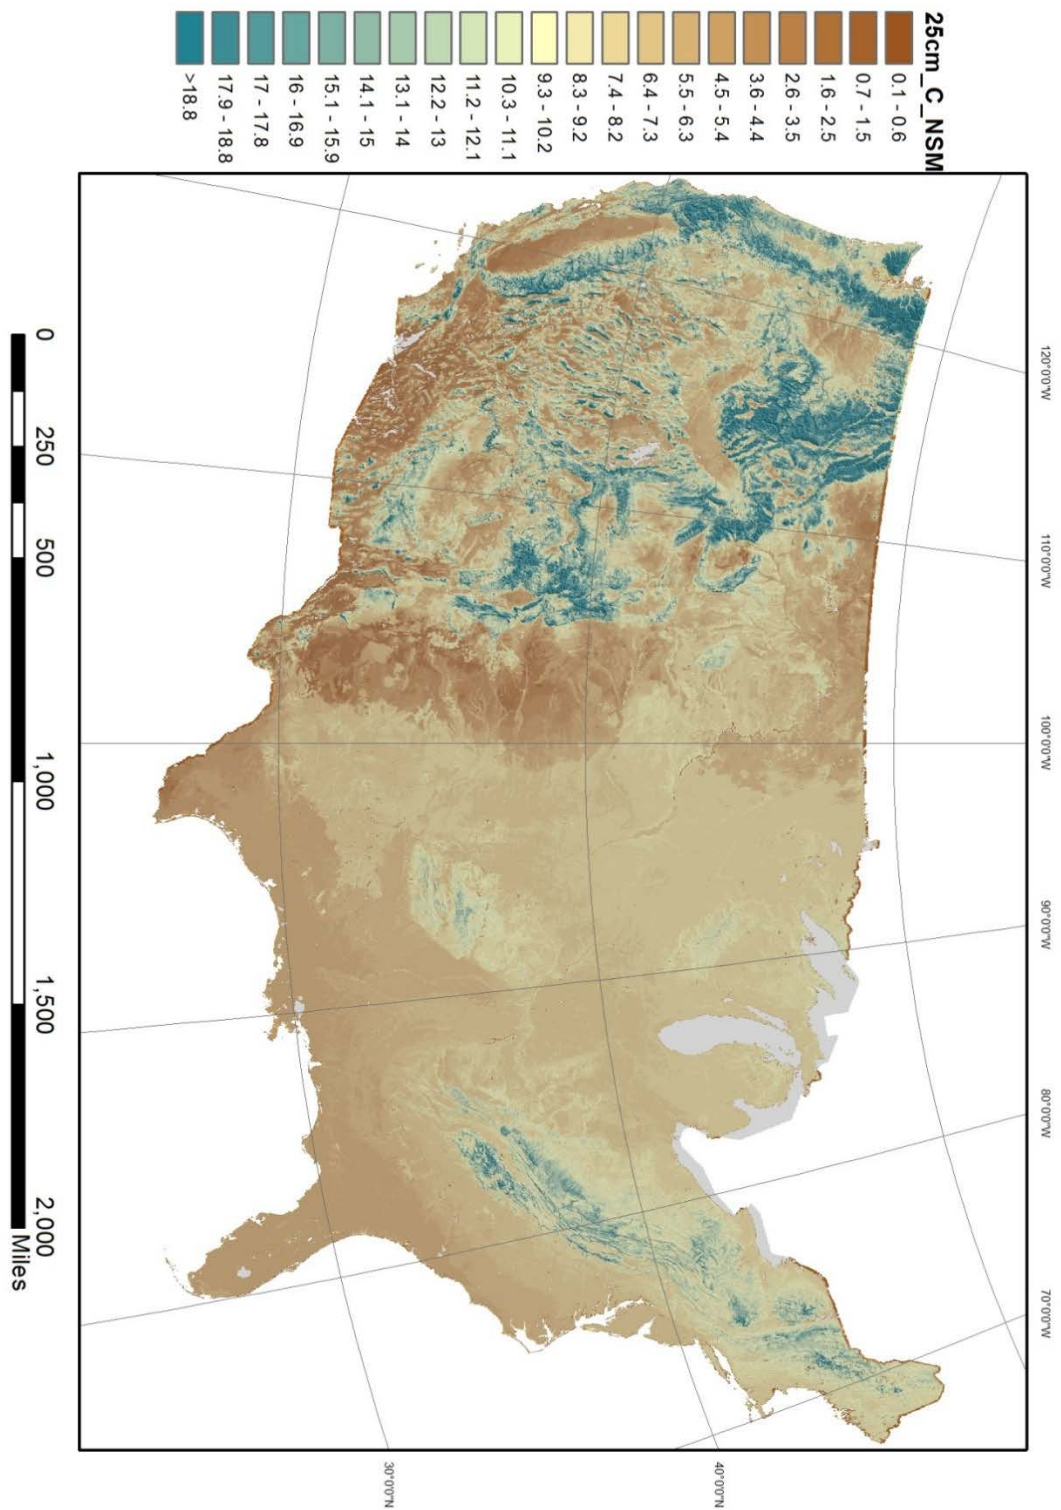 25cm_C_NSM
0.1 - 0.6
0.7 - 1.5
1.6 - 2.5
2.6 - 3.5
3.6 - 4.4
4.5 - 5.4
5.5 - 6.3
6.4 - 7.3
7.4 - 8.2
8.3 - 9.2
9.3 - 10.2
10.3 - 11.1
11.2 - 12.1
12.2 - 13
13.1 - 14
14.1 - 15
15.1 - 15.9
16 - 16.9
17 - 17.8
17.9 - 18.8
>18.8
120°0'0"W
110°0'0"W
100°0'0"W
90°0'0"W
80°0'0"W
70°0'0"W
40°0'0"N
30°0'0"N
0 250 500 1,000 1,500 2,000
Miles